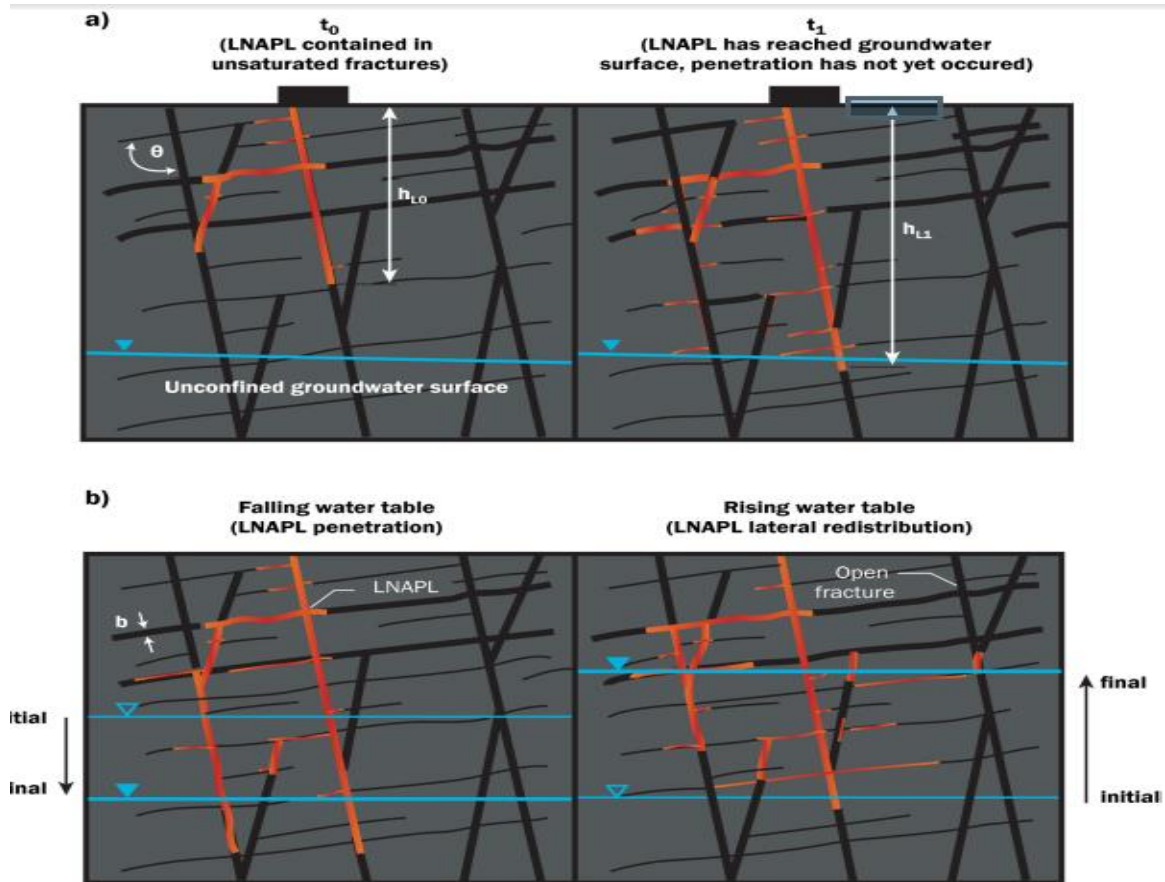 a)
t₀
(LNAPL contained in
unsaturated fractures)
t₁
(LNAPL has reached groundwater
surface, penetration has not yet occured)
θ
hL0
hL1
Unconfined groundwater surface
b)
Falling water table
(LNAPL penetration)
Rising water table
(LNAPL lateral redistribution)
LNAPL
b
Open
fracture
itial
inal
final
initial